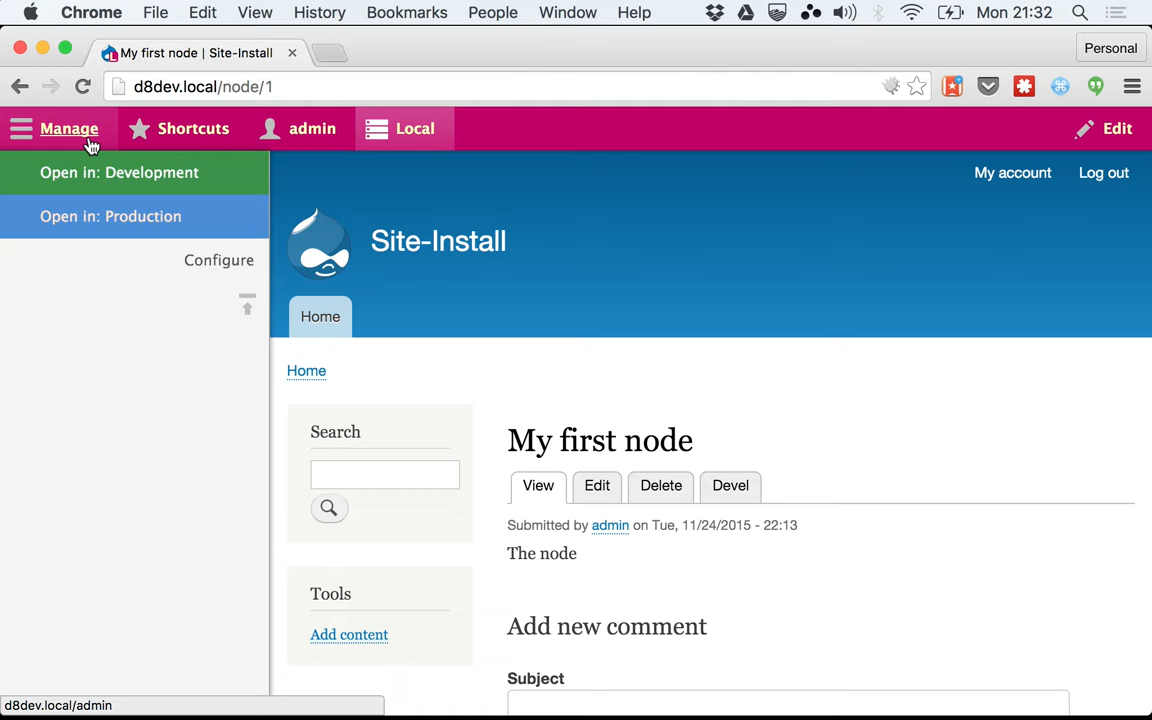 Chrome File Edit View History Bookmarks People Window Help Mon 21:32
My first node | Site-Install Personal
d8dev.local/node/1
Manage Shortcuts admin Local Edit
Open in: Development
My account Log out
Open in: Production
Site-Install
Configure
Home
Home
Search
My first node
View Edit Delete Devel
Submitted by admin on Tue, 11/24/2015 - 22:13
The node
Tools
Add content
Add new comment
Subject
d8dev.local/admin